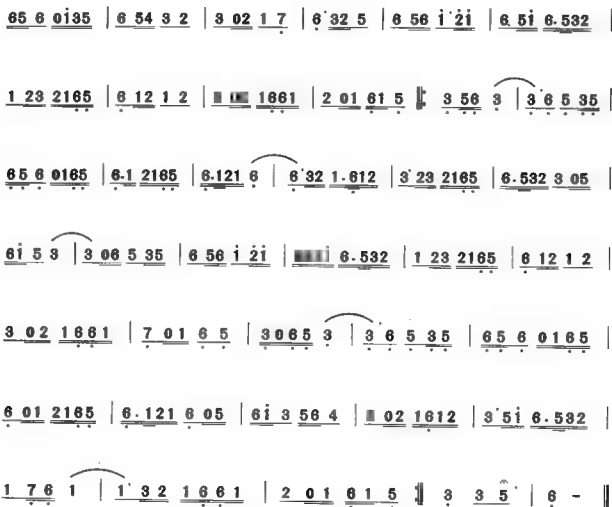 65 6 0i35 | 6 54 3 2 | 3 02 1 7 | 6 32 5 | 6 56 i 2i | 6 5i 6.532 |
1 23 2165 | 6 12 1 2 | 1661 | 2 01 61 5 ‖: 3 56 3 | 3 6 5 35 |
65 6 0165 | 6.1 2165 | 6.121 6 | 6 32 1.612 | 3 23 2165 | 6.532 3 05 |
6i 5 3 | 3 06 5 35 | 6 56 i 2i | 6.532 | 1 23 2165 | 6 12 1 2 |
3 02 1661 | 7 01 6 5 | 3065 3 | 3 6 5 35 | 65 6 0165 |
6 01 2165 | 6.121 6 05 | 6i 3 56 4 | 02 1612 | 3 5i 6.532 |
1 76 1 | 1 32 1661 | 2 01 61 5 :‖ 3 3 5 | 6 - ‖